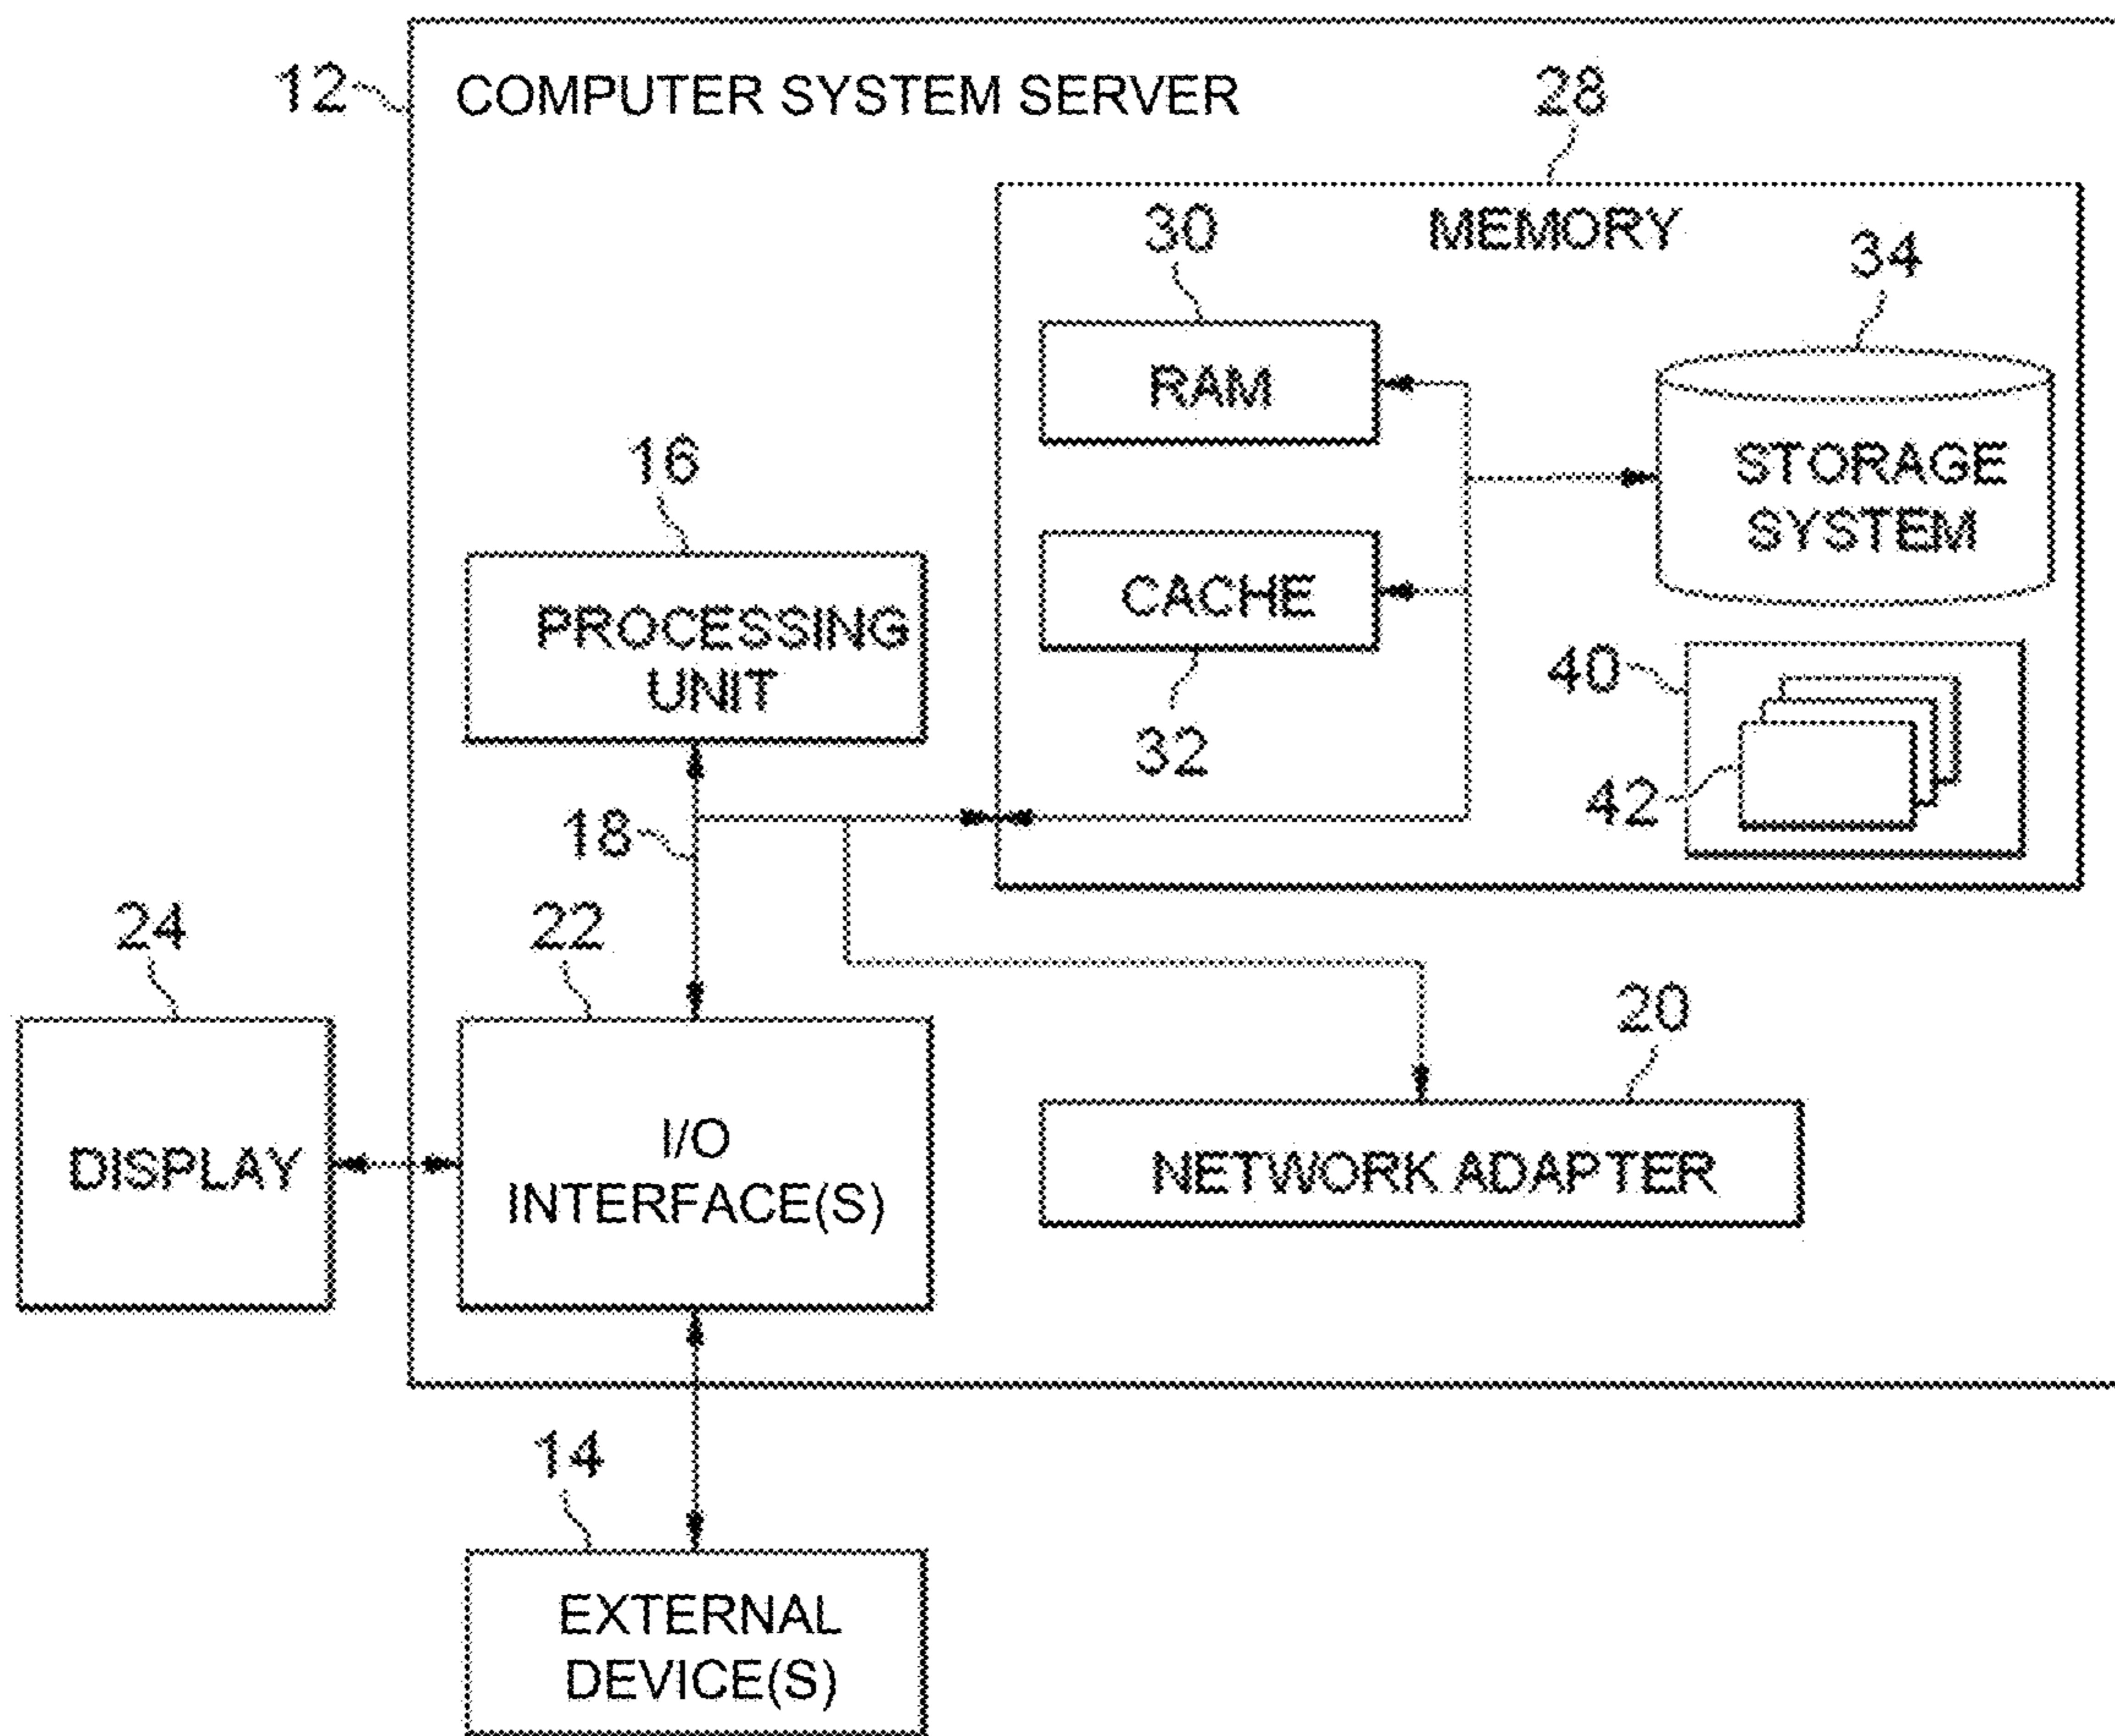 12
COMPUTER SYSTEM SERVER
28
MEMORY
30
34
RAM
STORAGE
SYSTEM
16
PROCESSING
UNIT
CACHE
32
40
42
18
24
22
20
DISPLAY
I/O
INTERFACE(S)
NETWORK ADAPTER
14
EXTERNAL
DEVICE(S)